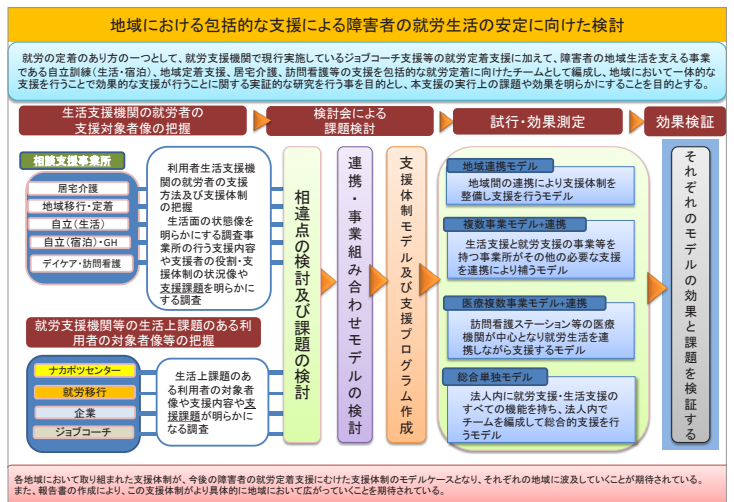 地域における包括的な支援による障害者の就労生活の安定に向けた検討
就労の定着のあり方の一つとして、就労支援機関で現行実施しているジョブコーチ支援等の就労定着支援に加えて、障害者の地域生活を支える事業
である自立訓練(生活・宿泊)、地域定着支援、居宅介護、訪問看護等の支援を包括的な就労定着に向けたチームとして編成し、地域において一体的な
支援を行うことで効果的な支援が行うことに関する実証的な研究を行う事を目的とし、本支援の実行上の課題や効果を明らかにすることを目的とする。
生活支援機関の就労者の
支援対象者像の把握
検討会による
課題検討
試行・効果測定
効果検証
相談支援事業所
居宅介護
地域移行・定着
自立(生活)
自立(宿泊)・GH
デイケア・訪問看護
利用者生活支援機
関の就労者の支援
方法及び支援体制
の把握
生活面の状態像を
明らかにする調査事
業所の行う支援内容
や支援者の役割・支
援体制の状況像や
支援課題を明らかに
する調査
就労支援機関等の生活上課題のある利
用者の対象者像等の把握
ナカポツセンター
就労移行
企業
ジョブコーチ
生活上課題のあ
る利用者の対象者
像や支援内容や支
援課題が明らかに
なる調査
相違点の検討及び課題の検討
連携・事業組み合わせモデルの検討
支援体制モデル及び支援プログラム作成
地域連携モデル
地域間の連携により支援体制を
整備し支援を行うモデル
複数事業モデル+連携
生活支援と就労支援の事業等を
持つ事業所がその他の必要な支援
を連携により補うモデル
医療複数事業モデル+連携
訪問看護ステーション等の医療
機関が中心となり就労生活を連
携しながら支援するモデル
総合単独モデル
法人内に就労支援・生活支援の
すべての機能を持ち、法人内で
チームを編成して総合的支援を行
うモデル
それぞれのモデルの効果と課題を検証する
各地域において取り組まれた支援体制が、今後の障害者の就労定着支援にむけた支援体制のモデルケースとなり、それぞれの地域に波及していくことが期待されている。
また、報告書の作成により、この支援体制がより具体的に地域において広がっていくことを期待されている。